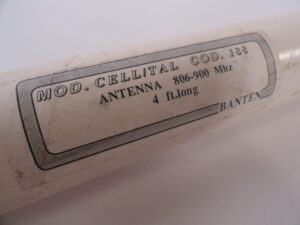 MOD. CELLITAL COD. 188
ANTENNA 806-900 Mhz
4 ft.long
BANTEN